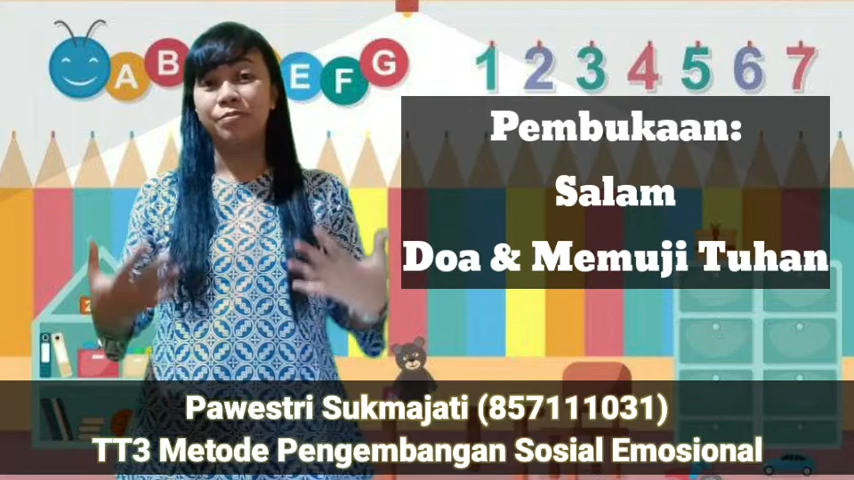 A B E F G
1 2 3 4 5 6 7
Pembukaan:
Salam
Doa & Memuji Tuhan
2
Pawestri Sukmajati (857111031)
TT3 Metode Pengembangan Sosial Emosional